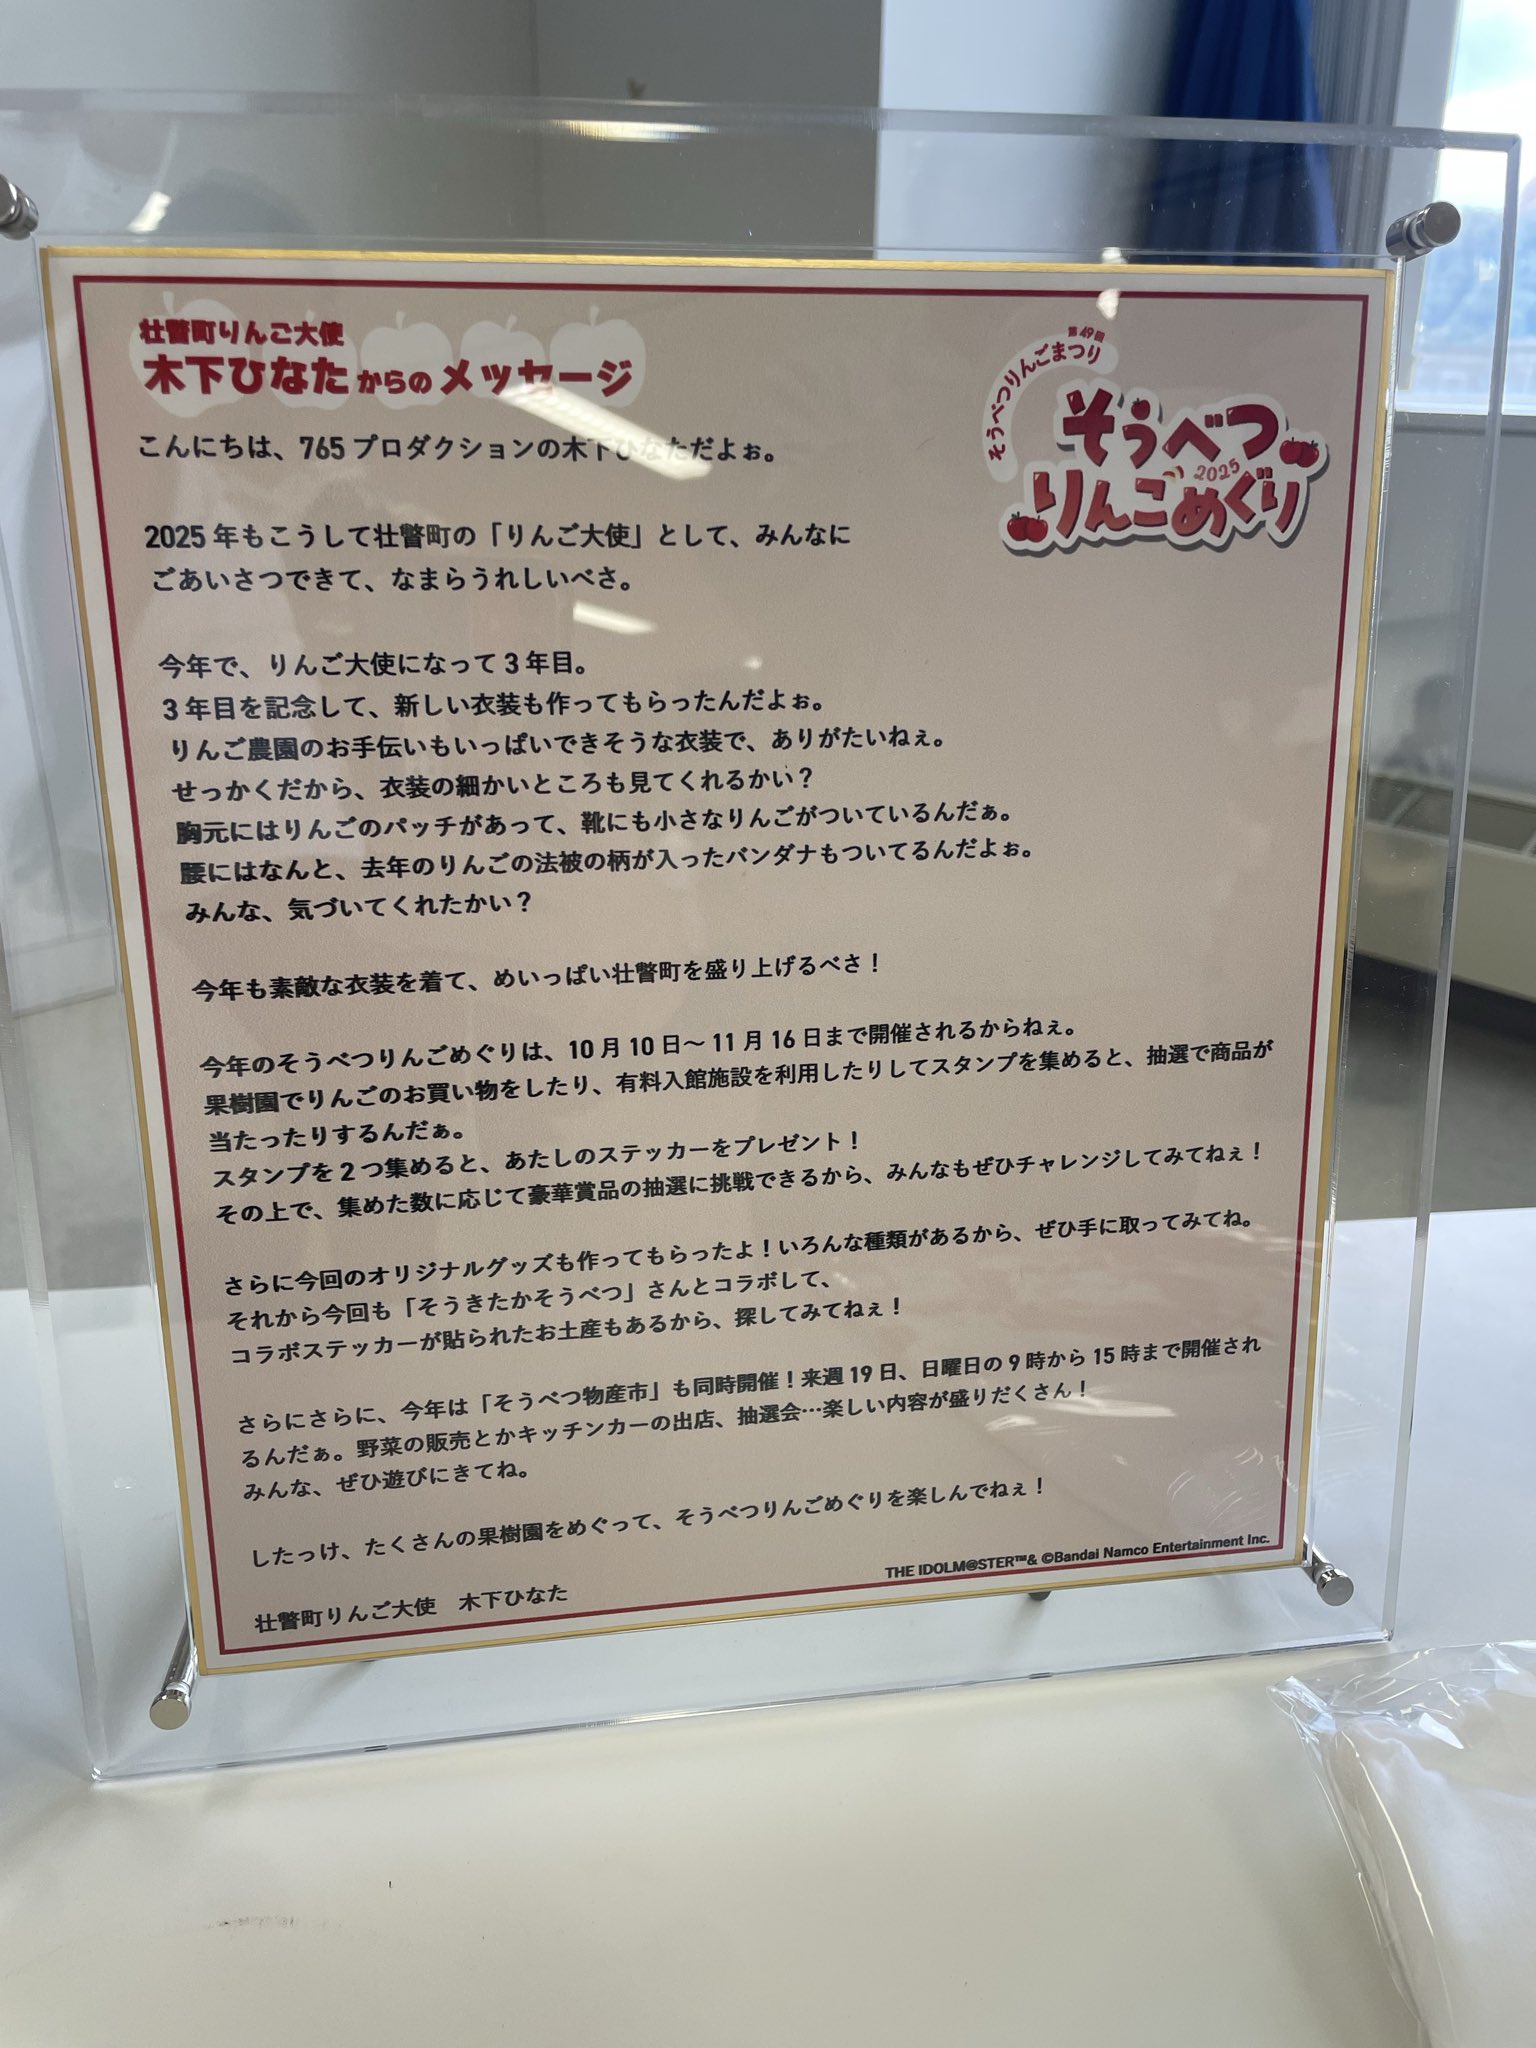 壮瞥町りんご大使
木下ひなたからのメッセージ
第49回
そうべつりんごまつり
そうべつ
りんごめぐり
2025
こんにちは、765プロダクションの木下ひなただよぉ。
2025年もこうして壮瞥町の「りんご大使」として、みんなに
ごあいさつできて、なまらうれしいべさ。
今年で、りんご大使になって3年目。
3年目を記念して、新しい衣装も作ってもらったんだよぉ。
りんご農園のお手伝いもいっぱいできそうな衣装で、ありがたいねぇ。
せっかくだから、衣装の細かいところも見てくれるかい？
胸元にはりんごのパッチがあって、靴にも小さなりんごがついているんだぁ。
腰にはなんと、去年のりんごの法被の柄が入ったバンダナもついてるんだよぉ。
みんな、気づいてくれたかい？
今年も素敵な衣装を着て、めいっぱい壮瞥町を盛り上げるべさ！
今年のそうべつりんごめぐりは、10月10日～11月16日まで開催されるからねぇ。
果樹園でりんごのお買い物をしたり、有料入館施設を利用したりしてスタンプを集めると、抽選で商品が
当たったりするんだぁ。
スタンプを2つ集めると、あたしのステッカーをプレゼント！
その上で、集めた数に応じて豪華賞品の抽選に挑戦できるから、みんなもぜひチャレンジしてみてねぇ！
さらに今回のオリジナルグッズも作ってもらったよ！いろんな種類があるから、ぜひ手に取ってみてね。
それから今回も「そうきたかそうべつ」さんとコラボして、
コラボステッカーが貼られたお土産もあるから、探してみてねぇ！
さらにさらに、今年は「そうべつ物産市」も同時開催！来週19日、日曜日の9時から15時まで開催され
るんだぁ。野菜の販売とかキッチンカーの出店、抽選会…楽しい内容が盛りだくさん！
みんな、ぜひ遊びにきてね。
したっけ、たくさんの果樹園をめぐって、そうべつりんごめぐりを楽しんでねぇ！
THE IDOLM@STER™& ©Bandai Namco Entertainment Inc.
壮瞥町りんご大使　木下ひなた